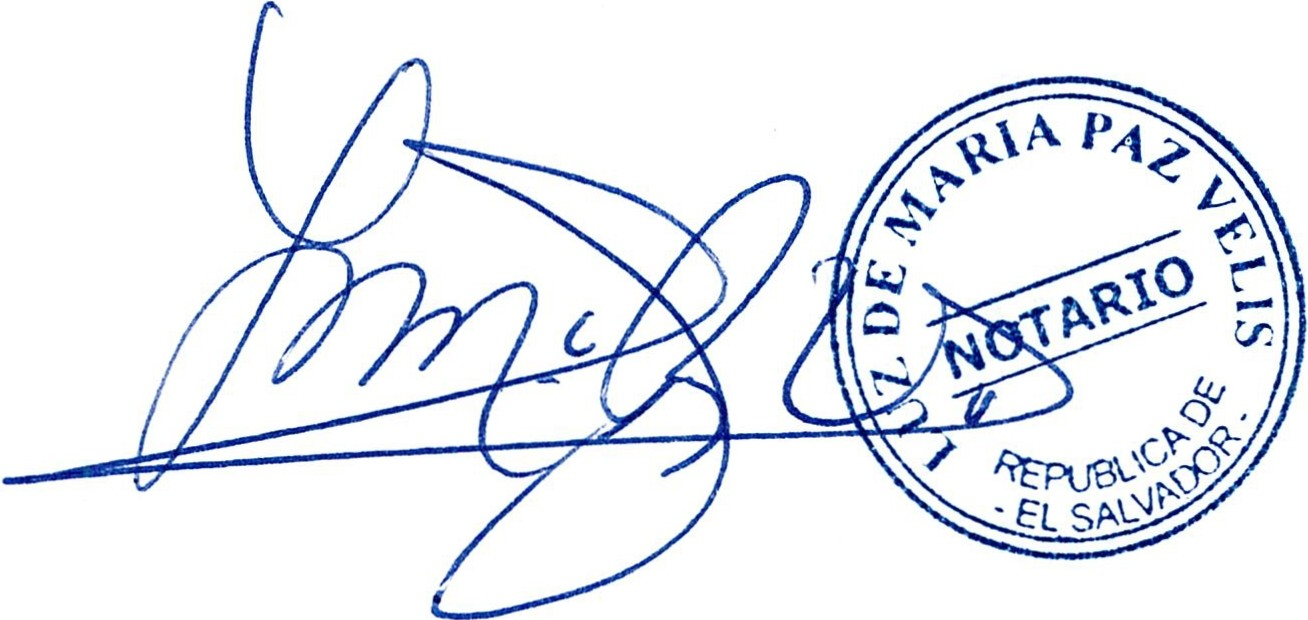 LUZ DE MARIA PAZ VELIS
NOTARIO
REPUBLICA DE
- EL SALVADOR -